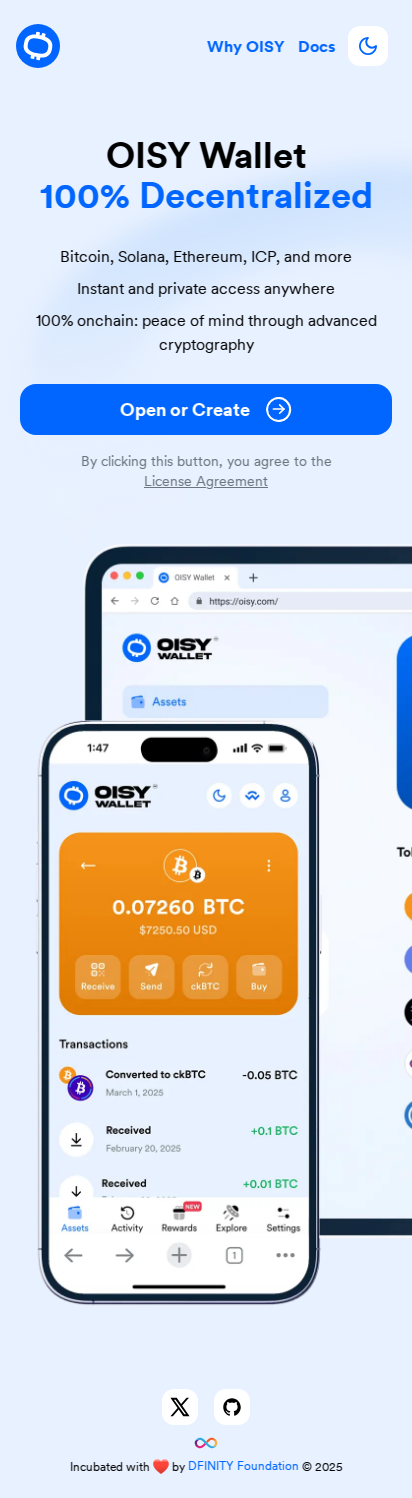 Why OISY Docs
OISY Wallet
100% Decentralized
Bitcoin, Solana, Ethereum, ICP, and more
Instant and private access anywhere
100% onchain: peace of mind through advanced
cryptography
Open or Create
By clicking this button, you agree to the
License Agreement
OISY Wallet
https://oisy.com/
OISY
WALLET
Assets
1:47
OISY
WALLET
0.07260 BTC
$7250.50 USD
Receive Send ckBTC Buy
Transactions
Converted to ckBTC -0.05 BTC
March 1, 2025
Received +0.1 BTC
February 20, 2025
Received +0.01 BTC
NEW
Assets Activity Rewards Explore Settings
1
Incubated with ❤️ by DFINITY Foundation © 2025